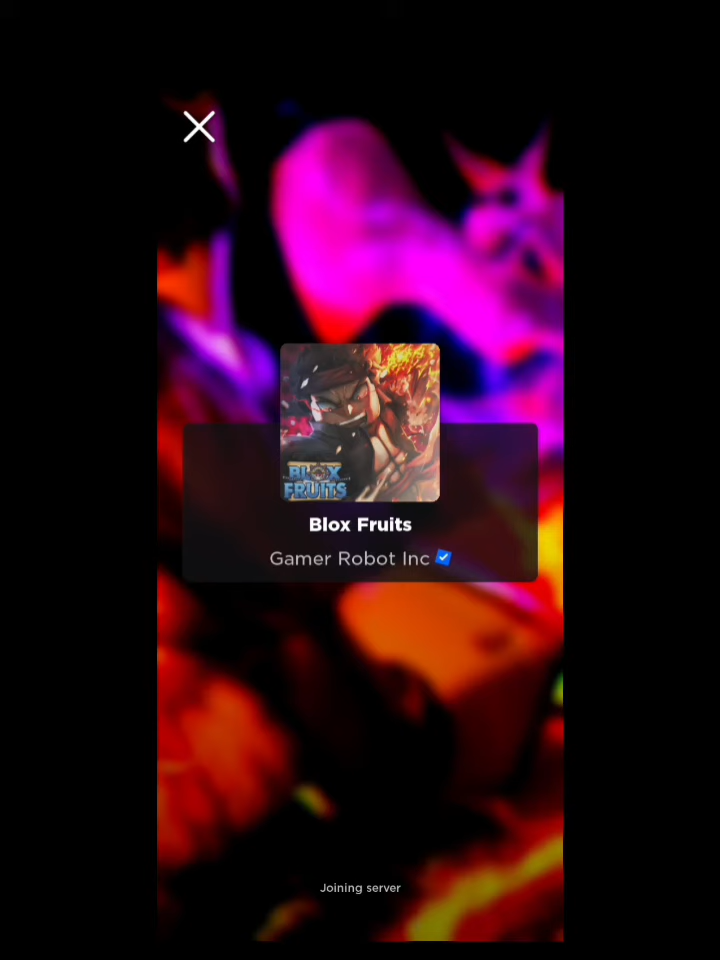 BLOX
FRUITS
Blox Fruits
Gamer Robot Inc
Joining server